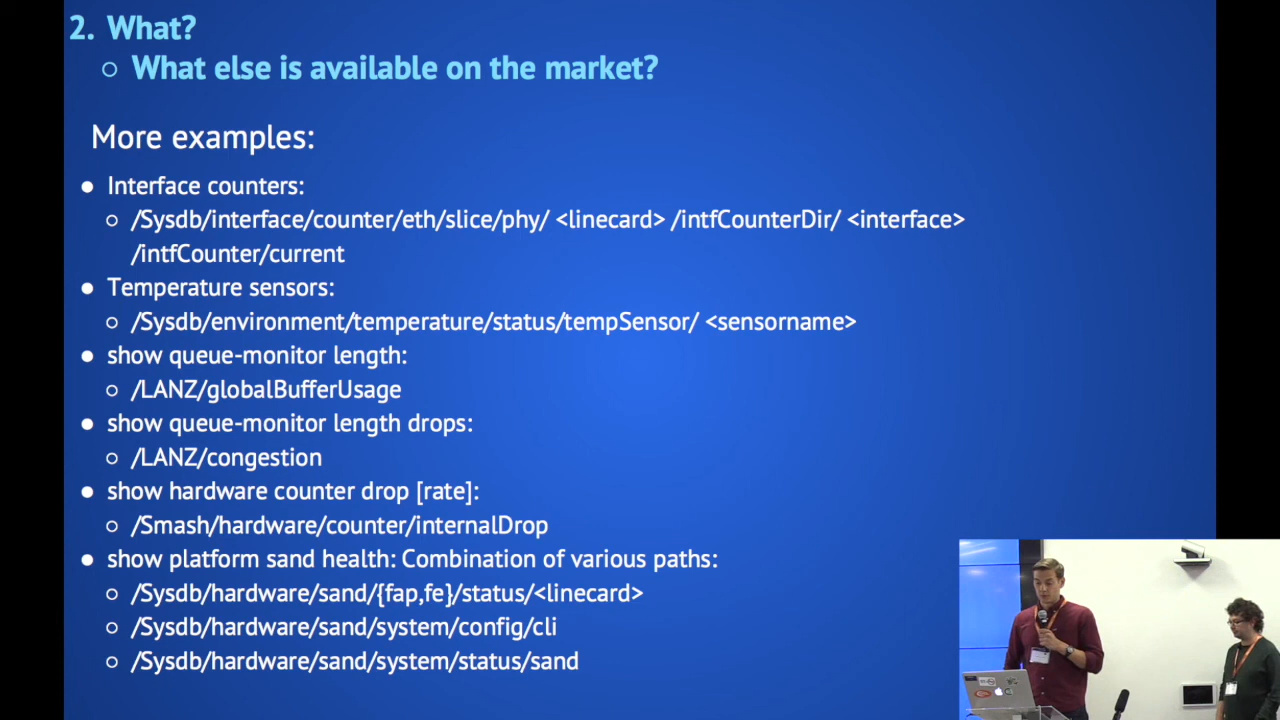 2. What?
○ What else is available on the market?
More examples:
● Interface counters:
○ /Sysdb/interface/counter/eth/slice/phy/ <linecard> /intfCounterDir/ <interface>
/intfCounter/current
● Temperature sensors:
○ /Sysdb/environment/temperature/status/tempSensor/ <sensorname>
● show queue-monitor length:
○ /LANZ/globalBufferUsage
● show queue-monitor length drops:
○ /LANZ/congestion
● show hardware counter drop [rate]:
○ /Smash/hardware/counter/internalDrop
● show platform sand health: Combination of various paths:
○ /Sysdb/hardware/sand/{fap,fe}/status/<linecard>
○ /Sysdb/hardware/sand/system/config/cli
○ /Sysdb/hardware/sand/system/status/sand